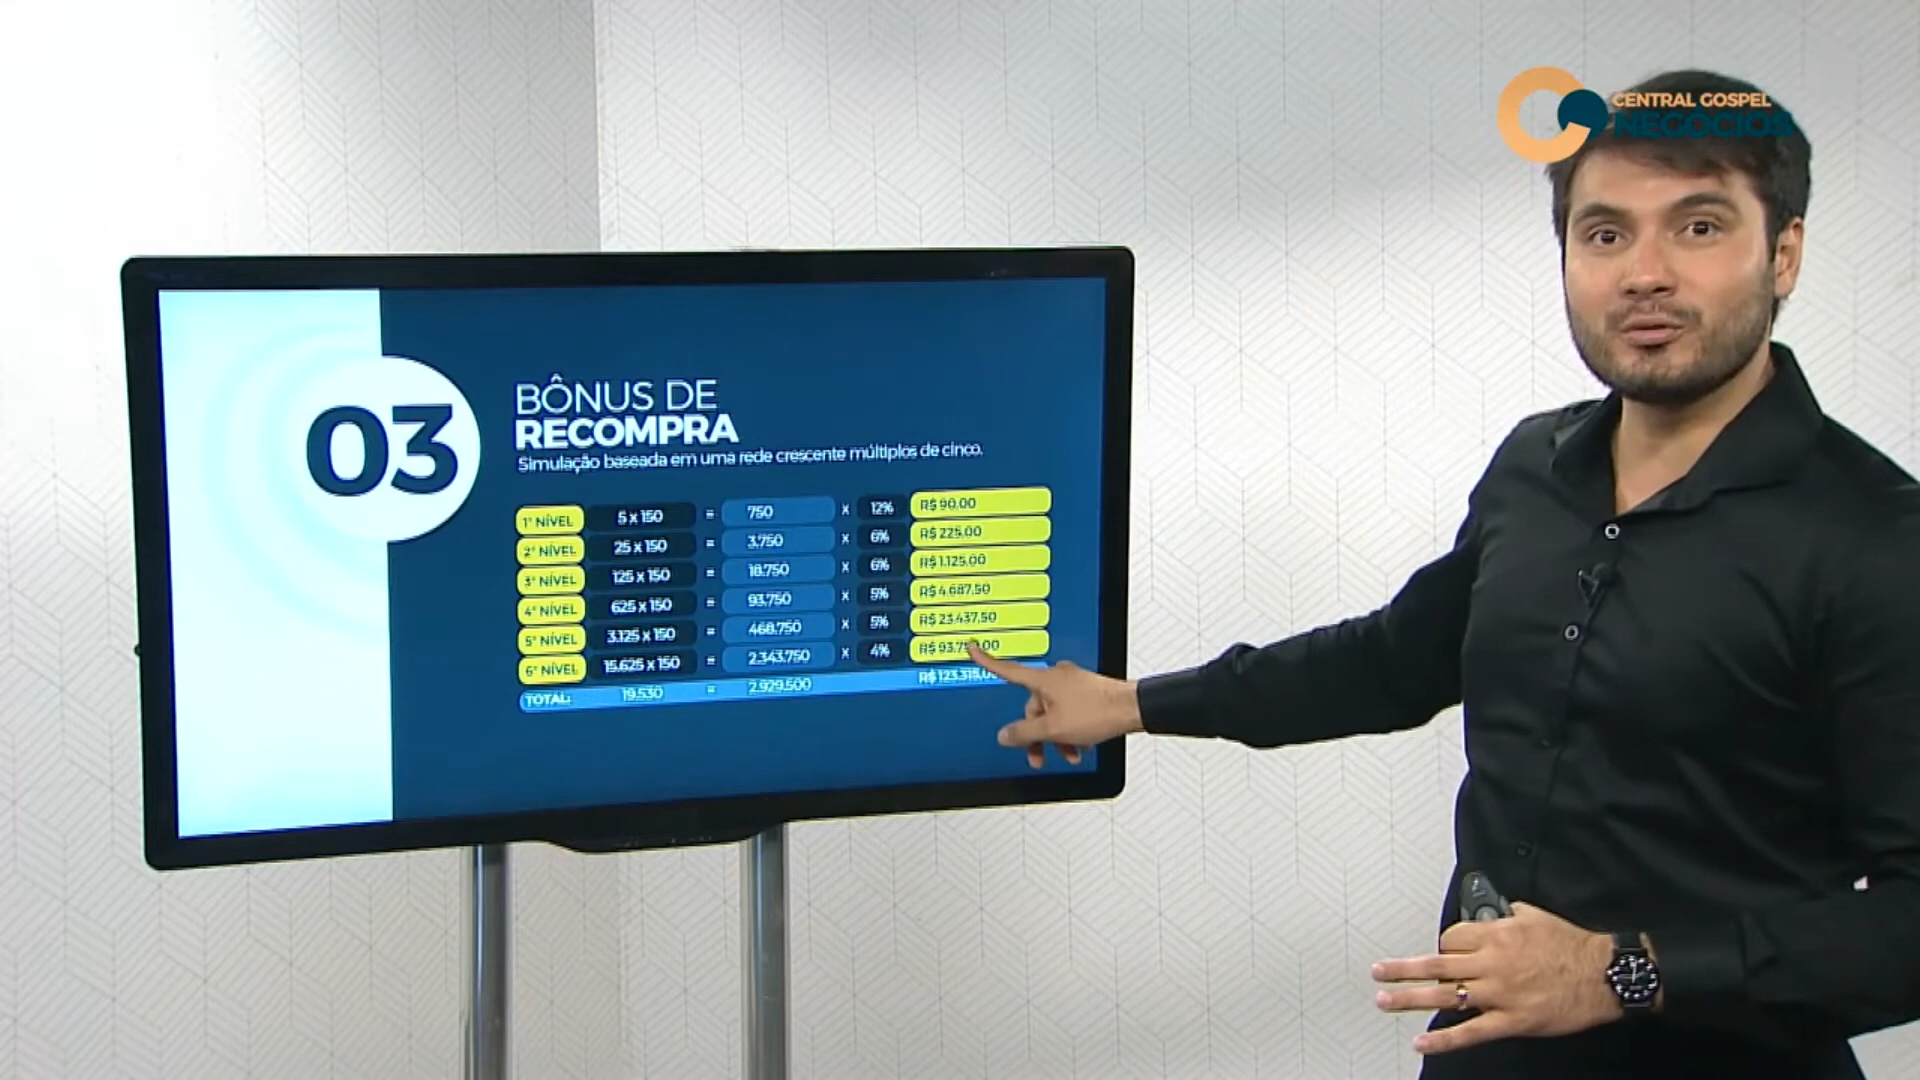 CENTRAL GOSPEL
NEGÓCIOS
03
BÔNUS DE
RECOMPRA
Simulação baseada em uma rede crescente múltiplos de cinco.
1º NÍVEL 5 x 150 = 750 x 12% R$ 90,00
2º NÍVEL 25 x 150 = 3.750 x 6% R$ 225,00
3º NÍVEL 125 x 150 = 18.750 x 6% R$ 1.125,00
4º NÍVEL 625 x 150 = 93.750 x 5% R$ 4.687,50
5º NÍVEL 3.125 x 150 = 468.750 x 5% R$ 23.437,50
6º NÍVEL 15.625 x 150 = 2.343.750 x 4% R$ 93.750,00
TOTAL: 19.530 = 2.929.500